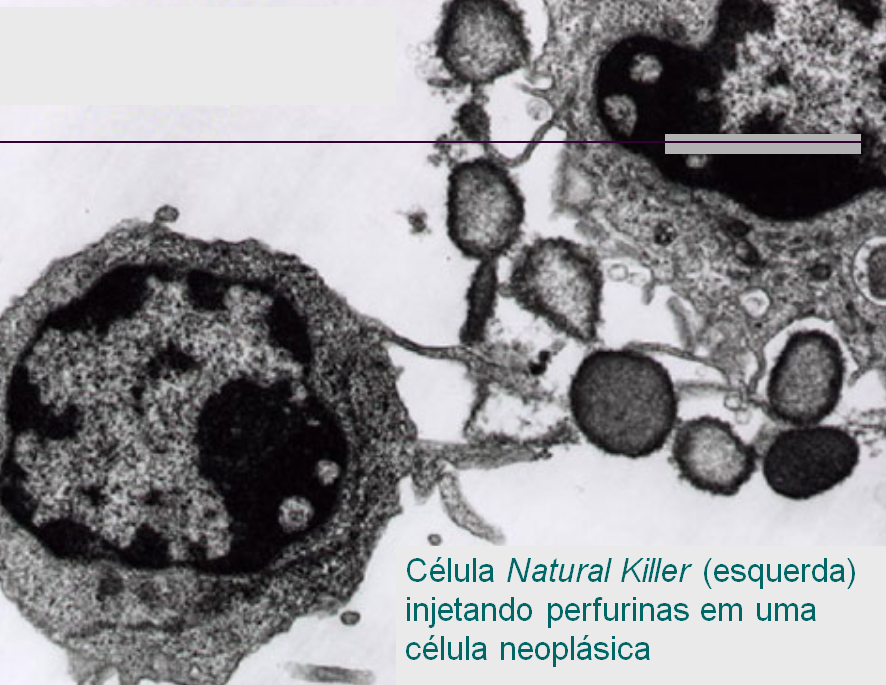 Célula Natural Killer (esquerda)
injetando perfurinas em uma
célula neoplásica